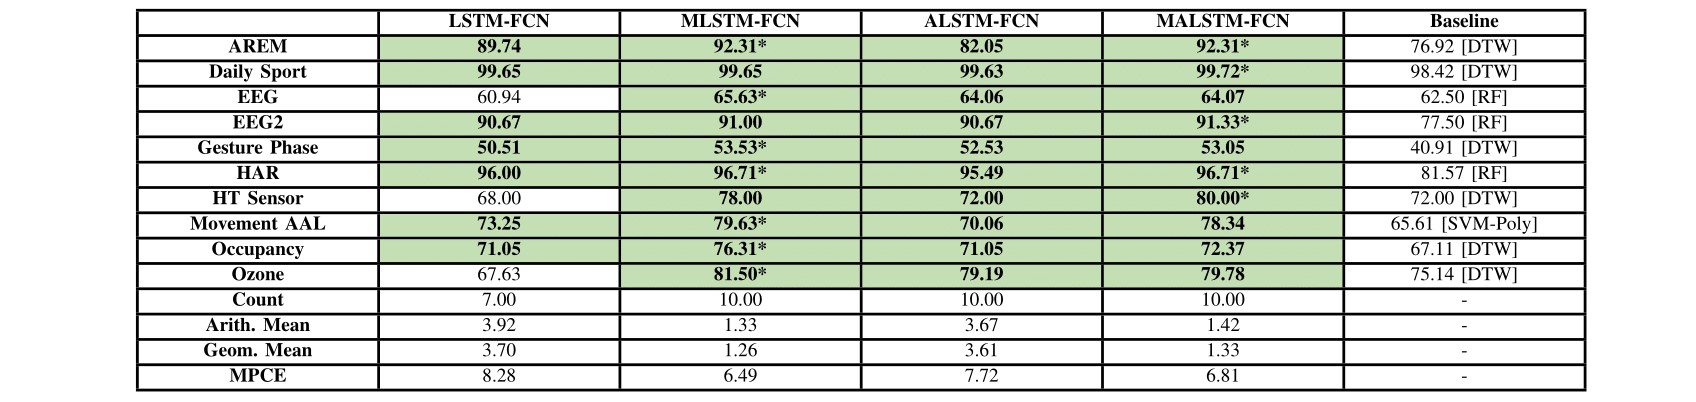 LSTM-FCN MLSTM-FCN ALSTM-FCN MALSTM-FCN Baseline
AREM 89.74 92.31* 82.05 92.31* 76.92 [DTW]
Daily Sport 99.65 99.65 99.63 99.72* 98.42 [DTW]
EEG 60.94 65.63* 64.06 64.07 62.50 [RF]
EEG2 90.67 91.00 90.67 91.33* 77.50 [RF]
Gesture Phase 50.51 53.53* 52.53 53.05 40.91 [DTW]
HAR 96.00 96.71* 95.49 96.71* 81.57 [RF]
HT Sensor 68.00 78.00 72.00 80.00* 72.00 [DTW]
Movement AAL 73.25 79.63* 70.06 78.34 65.61 [SVM-Poly]
Occupancy 71.05 76.31* 71.05 72.37 67.11 [DTW]
Ozone 67.63 81.50* 79.19 79.78 75.14 [DTW]
Count 7.00 10.00 10.00 10.00 -
Arith. Mean 3.92 1.33 3.67 1.42 -
Geom. Mean 3.70 1.26 3.61 1.33 -
MPCE 8.28 6.49 7.72 6.81 -